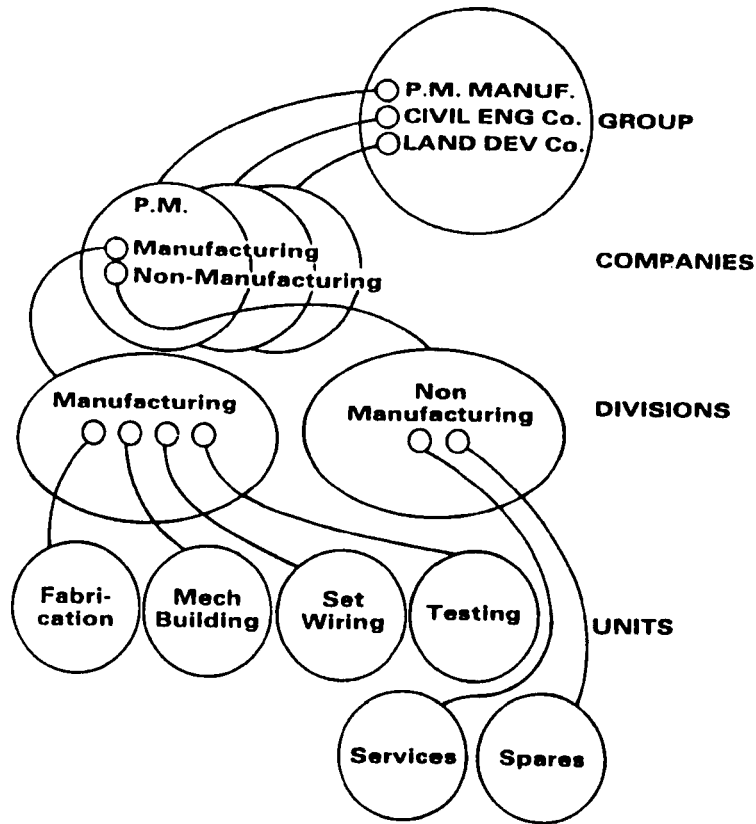 P.M. MANUF.
CIVIL ENG Co.
LAND DEV Co.
GROUP
P.M.
Manufacturing
Non-Manufacturing
COMPANIES
Manufacturing
Non
Manufacturing
DIVISIONS
Fabri-
cation
Mech
Building
Set
Wiring
Testing
UNITS
Services
Spares